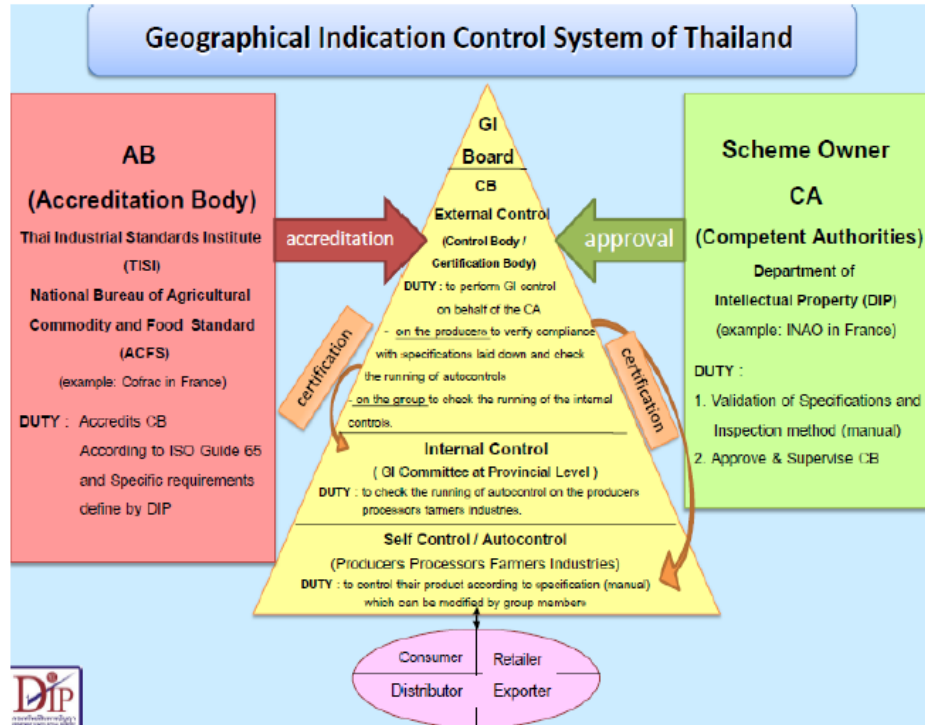 Geographical Indication Control System of Thailand
AB
(Accreditation Body)
Thai Industrial Standards Institute
(TISI)
National Bureau of Agricultural
Commodity and Food Standard
(ACFS)
(example: Cofrac in France)
DUTY : Accredits CB
According to ISO Guide 65
and Specific requirements
define by DIP
accreditation
GI
Board
CB
External Control
(Control Body /
Certification Body)
DUTY : to perform GI control
on behalf of the CA
- on the producers to verify compliance
with specifications laid down and check
the running of autocontrols
- on the group to check the running of the internal
controls.
certification
certification
Internal Control
( GI Committee at Provincial Level )
DUTY : to check the running of autocontrol on the producers
processors farmers industries.
Self Control / Autocontrol
(Producers Processors Farmers Industries)
DUTY : to control their product according to specification (manual)
which can be modified by group members
approval
Scheme Owner
CA
(Competent Authorities)
Department of
Intellectual Property (DIP)
(example: INAO in France)
DUTY :
1. Validation of Specifications and
Inspection method (manual)
2. Approve & Supervise CB
Consumer
Retailer
Distributor
Exporter
DIP